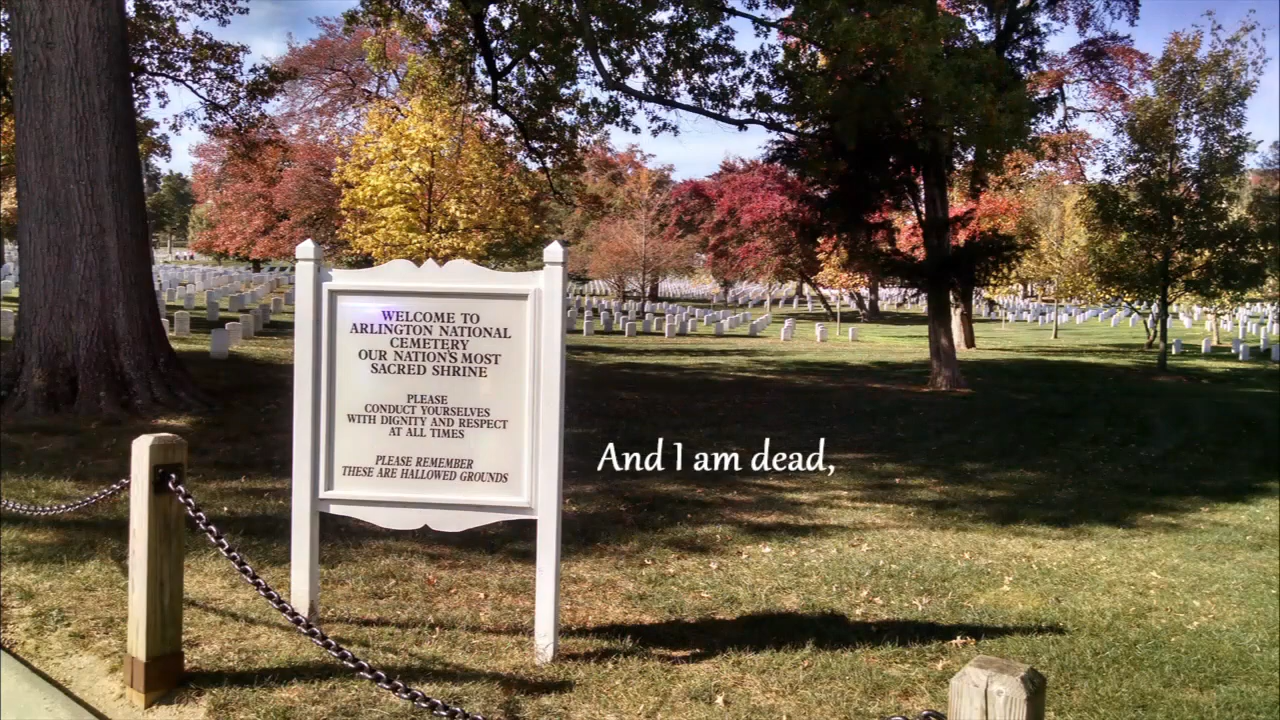 WELCOME TO
ARLINGTON NATIONAL
CEMETERY
OUR NATION'S MOST
SACRED SHRINE
PLEASE
CONDUCT YOURSELVES
WITH DIGNITY AND RESPECT
AT ALL TIMES
PLEASE REMEMBER
THESE ARE HALLOWED GROUNDS
And I am dead,